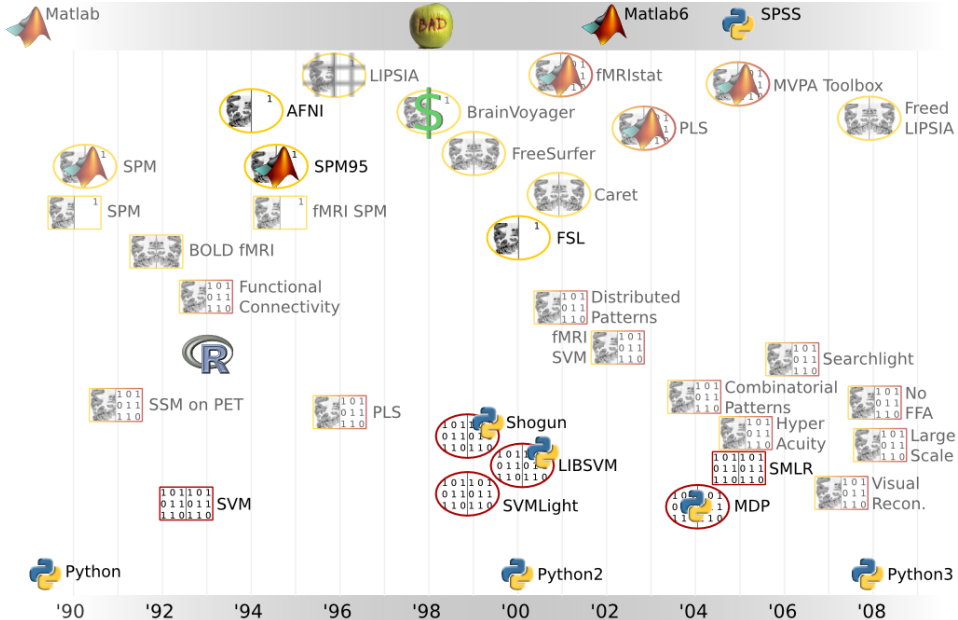 Matlab
BAD
Matlab6
SPSS
LIPSIA
fMRIstat
MVPA Toolbox
AFNI
BrainVoyager
$
PLS
Freed
LIPSIA
FreeSurfer
SPM
SPM95
Caret
SPM
fMRI SPM
FSL
BOLD fMRI
Functional
Connectivity
Distributed
Patterns
R
fMRI
SVM
Searchlight
SSM on PET
PLS
Combinatorial
Patterns
No
FFA
Shogun
Hyper
Acuity
Large
Scale
LIBSVM
SMLR
SVM
SVMLight
MDP
Visual
Recon.
Python
Python2
Python3
'90
'92
'94
'96
'98
'00
'02
'04
'06
'08